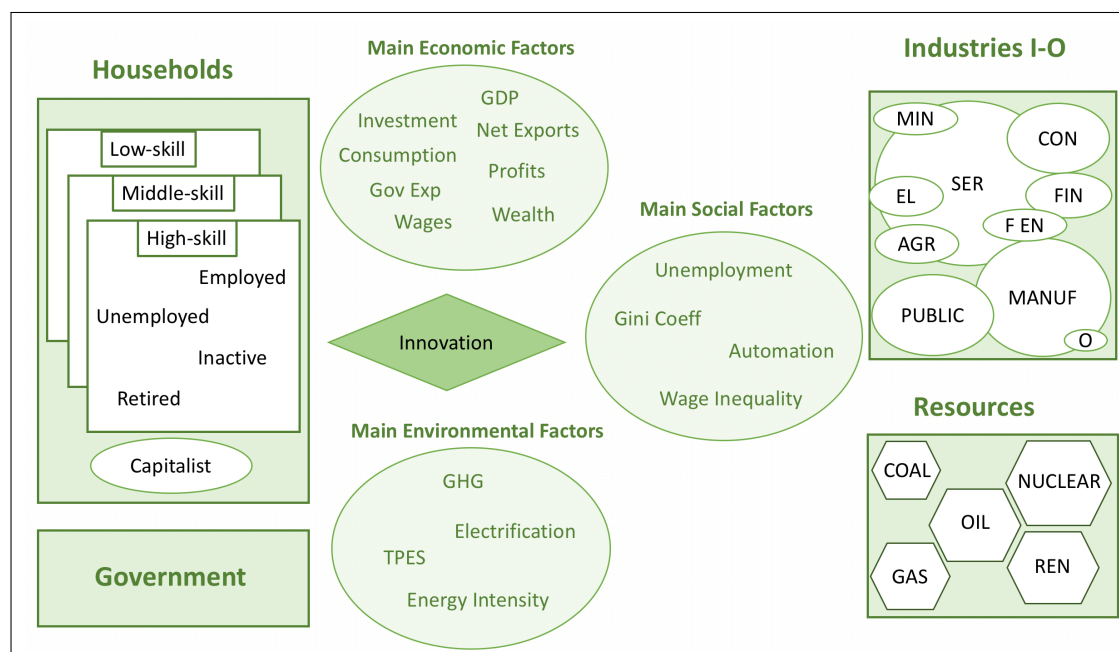 Households
Low-skill
Middle-skill
High-skill
Employed
Unemployed
Inactive
Retired
Capitalist
Government
Main Economic Factors
GDP
Investment
Net Exports
Consumption
Profits
Gov Exp
Wages
Wealth
Innovation
Main Social Factors
Unemployment
Gini Coeff
Automation
Wage Inequality
Main Environmental Factors
GHG
Electrification
TPES
Energy Intensity
Industries I-O
MIN
CON
SER
EL
FIN
F EN
AGR
MANUF
PUBLIC
O
Resources
COAL
NUCLEAR
OIL
GAS
REN